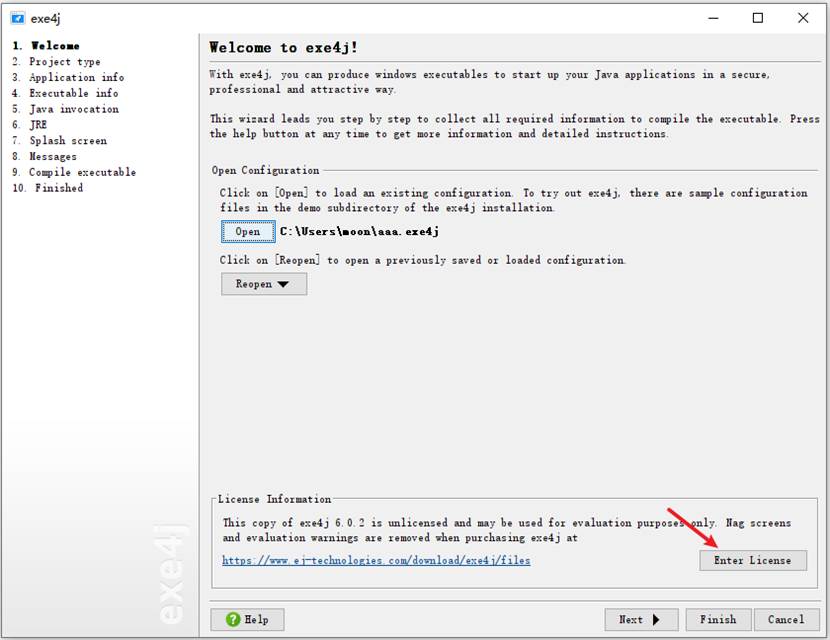 exe4j
1. Welcome
2. Project type
3. Application info
4. Executable info
5. Java invocation
6. JRE
7. Splash screen
8. Messages
9. Compile executable
10. Finished
exe4j
Welcome to exe4j!
With exe4j, you can produce windows executables to start up your Java applications in a secure,
professional and attractive way.
This wizard leads you step by step to collect all required information to compile the executable. Press
the help button at any time to get more information and detailed instructions.
Open Configuration
Click on [Open] to load an existing configuration. To try out exe4j, there are sample configuration
files in the demo subdirectory of the exe4j installation.
Open C:\Users\moon\aaa.exe4j
Click on [Reopen] to open a previously saved or loaded configuration.
Reopen
License Information
This copy of exe4j 6.0.2 is unlicensed and may be used for evaluation purposes only. Nag screens
and evaluation warnings are removed when purchasing exe4j at
https://www.ej-technologies.com/download/exe4j/files
Enter License
Help
Next
Finish
Cancel